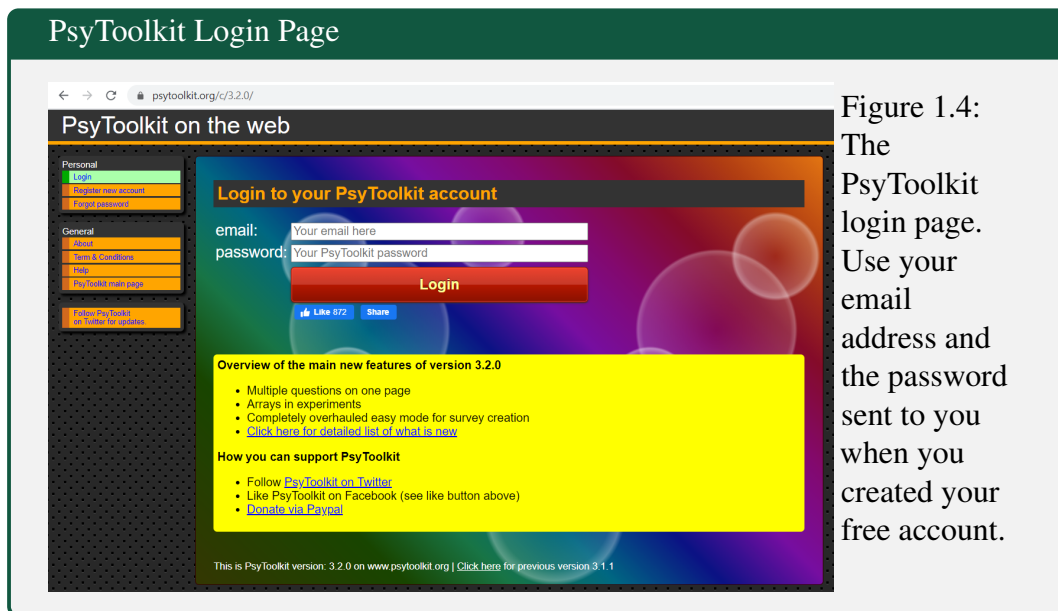 PsyToolkit Login Page
psytoolkit.org/c/3.2.0/
PsyToolkit on the web
Personal
Login
Register new account
Forgot password
General
About
Term & Conditions
Help
PsyToolkit main page
Follow PsyToolkit
on Twitter for updates.
Login to your PsyToolkit account
email: Your email here
password: Your PsyToolkit password
Login
Like 872 Share
Overview of the main new features of version 3.2.0
• Multiple questions on one page
• Arrays in experiments
• Completely overhauled easy mode for survey creation
• Click here for detailed list of what is new
How you can support PsyToolkit
• Follow PsyToolkit on Twitter
• Like PsyToolkit on Facebook (see like button above)
• Donate via Paypal
This is PsyToolkit version: 3.2.0 on www.psytoolkit.org | Click here for previous version 3.1.1
Figure 1.4:
The
PsyToolkit
login page.
Use your
email
address and
the password
sent to you
when you
created your
free account.